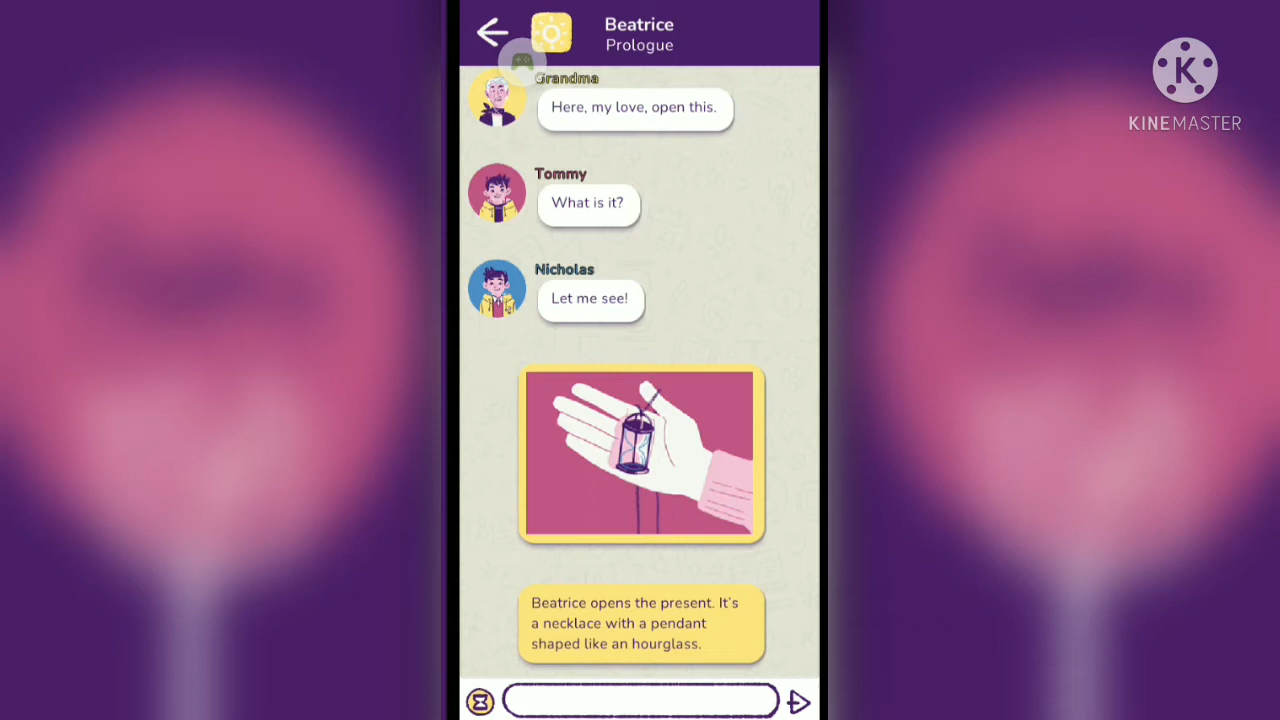 Beatrice
Prologue
K
KINEMASTER
Grandma
Here, my love, open this.
Tommy
What is it?
Nicholas
Let me see!
Beatrice opens the present. It's
a necklace with a pendant
shaped like an hourglass.